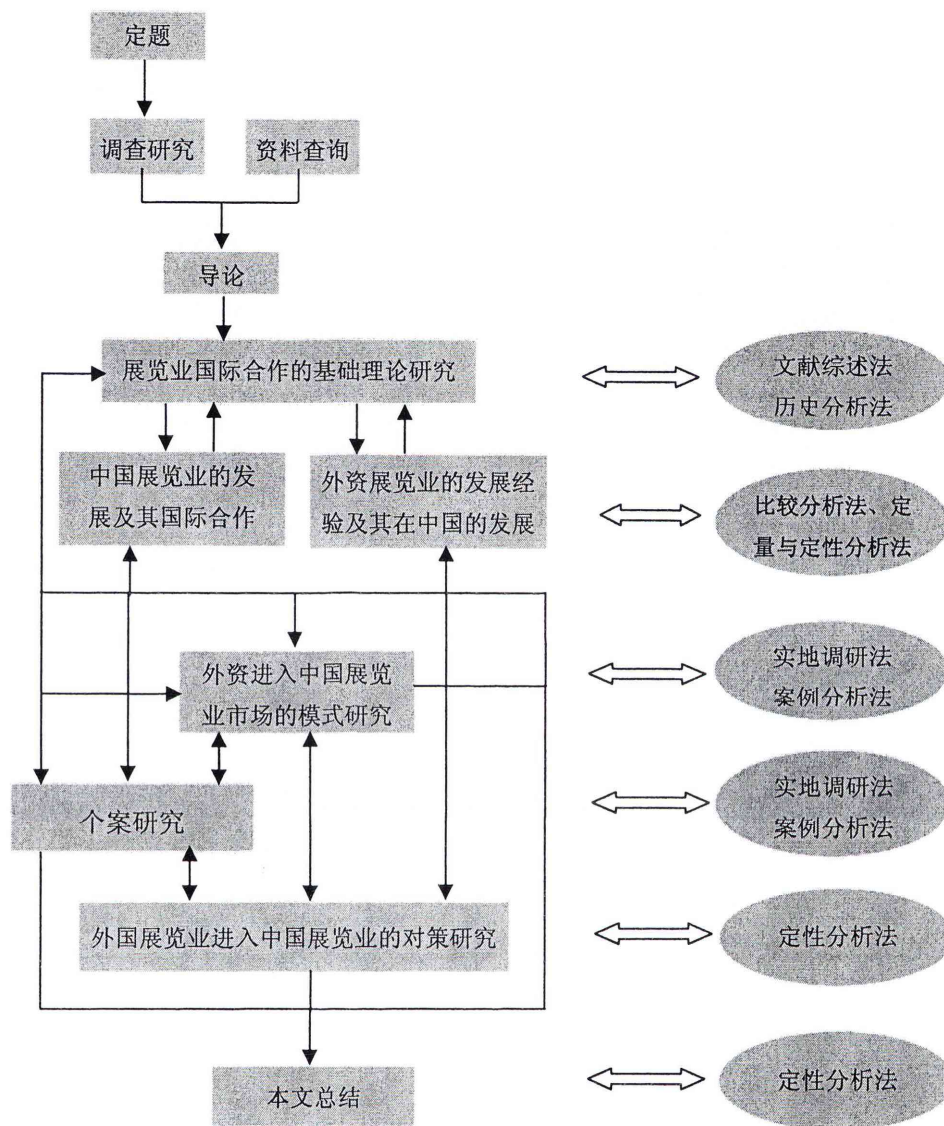 定题
调查研究
资料查询
导论
展览业国际合作的基础理论研究
文献综述法
历史分析法
中国展览业的发
展及其国际合作
外资展览业的发展经
验及其在中国的发展
比较分析法、定
量与定性分析法
外资进入中国展览
业市场的模式研究
实地调研法
案例分析法
个案研究
实地调研法
案例分析法
外国展览业进入中国展览业的对策研究
定性分析法
本文总结
定性分析法